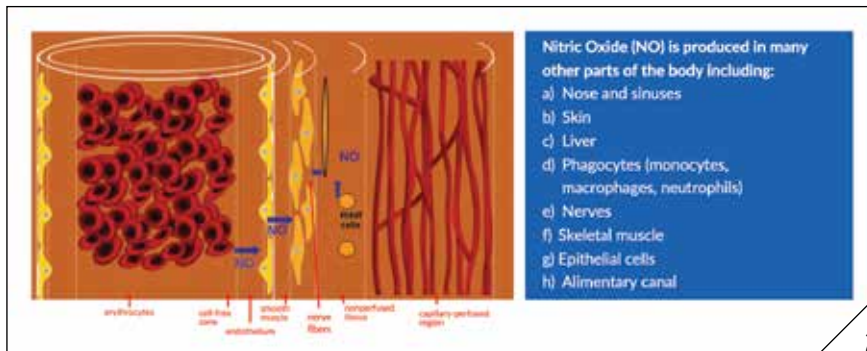 NO
NO
NO
mast
cells
erythrocytes
cell-free
zone
endothelium
smooth
muscle
nerve
fibers
nonperfused
tissue
capillary-perfused
region
Nitric Oxide (NO) is produced in many
other parts of the body including:
a) Nose and sinuses
b) Skin
c) Liver
d) Phagocytes (monocytes,
macrophages, neutrophils)
e) Nerves
f) Skeletal muscle
g) Epithelial cells
h) Alimentary canal